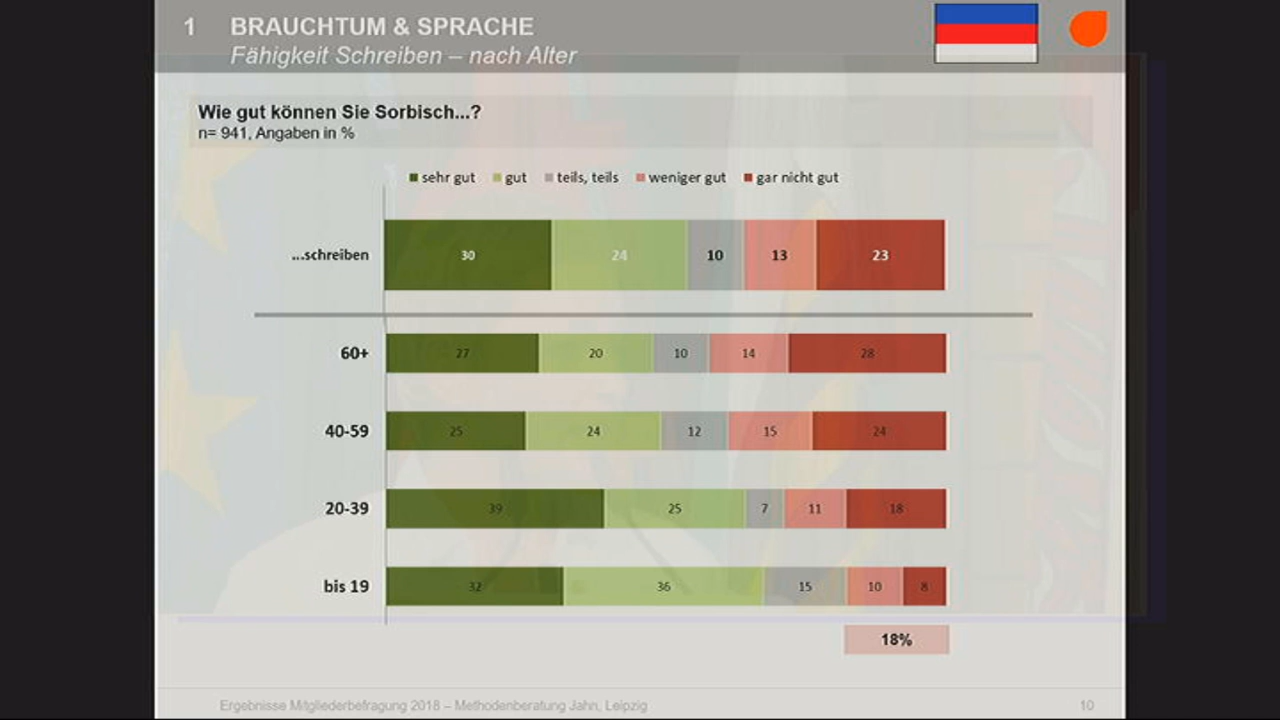 1 BRAUCHTUM & SPRACHE
Fähigkeit Schreiben – nach Alter
Wie gut können Sie Sorbisch...?
n= 941, Angaben in %
sehr gut gut teils, teils weniger gut gar nicht gut
...schreiben 30 24 10 13 23
60+ 27 20 10 14 28
40-59 25 24 12 15 24
20-39 39 25 7 11 18
bis 19 32 36 15 10 8
18%
Ergebnisse Mitgliederbefragung 2018 – Methodenberatung Jahn, Leipzig 10